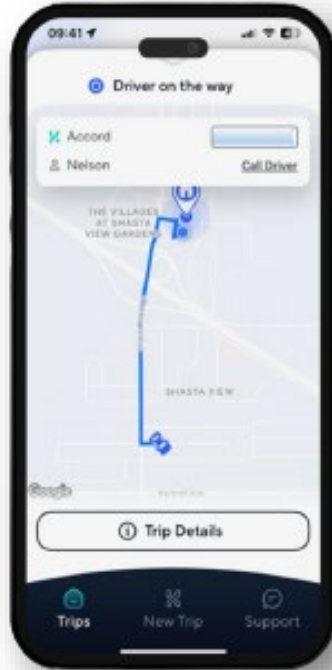 09:41
Driver on the way
Accord
Nelson
Call Driver
THE VILLAGES
AT SHASTA
VIEW GARDENS
SHASTA VIEW
Google
Trip Details
Trips
New Trip
Support